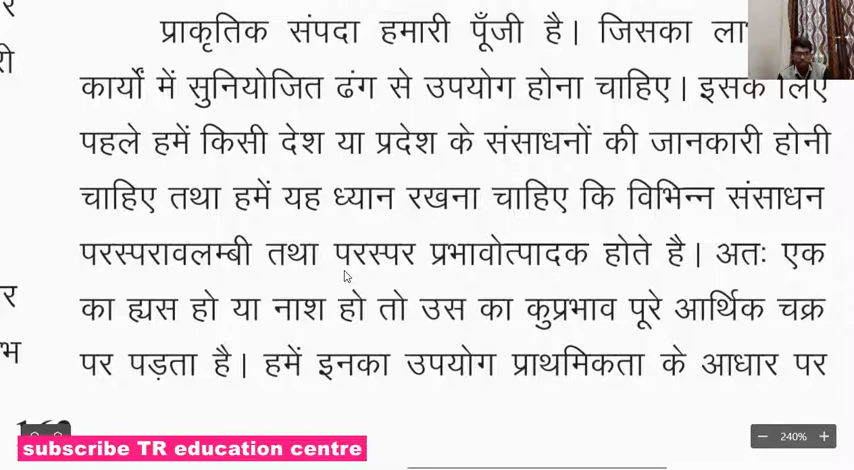 प्राकृतिक संपदा हमारी पूँजी है। जिसका
कार्यों में सुनियोजित ढंग से उपयोग होना चाहिए। इसके लिए
पहले हमें किसी देश या प्रदेश के संसाधनों की जानकारी होनी
चाहिए तथा हमें यह ध्यान रखना चाहिए कि विभिन्न संसाधन
परस्परावलम्बी तथा परस्पर प्रभावोत्पादक होते है। अतः एक
का ह्यस हो या नाश हो तो उस का कुप्रभाव पूरे आर्थिक चक्र
पर पड़ता है। हमें इनका उपयोग प्राथमिकता के आधार पर
subscribe TR education centre
240%